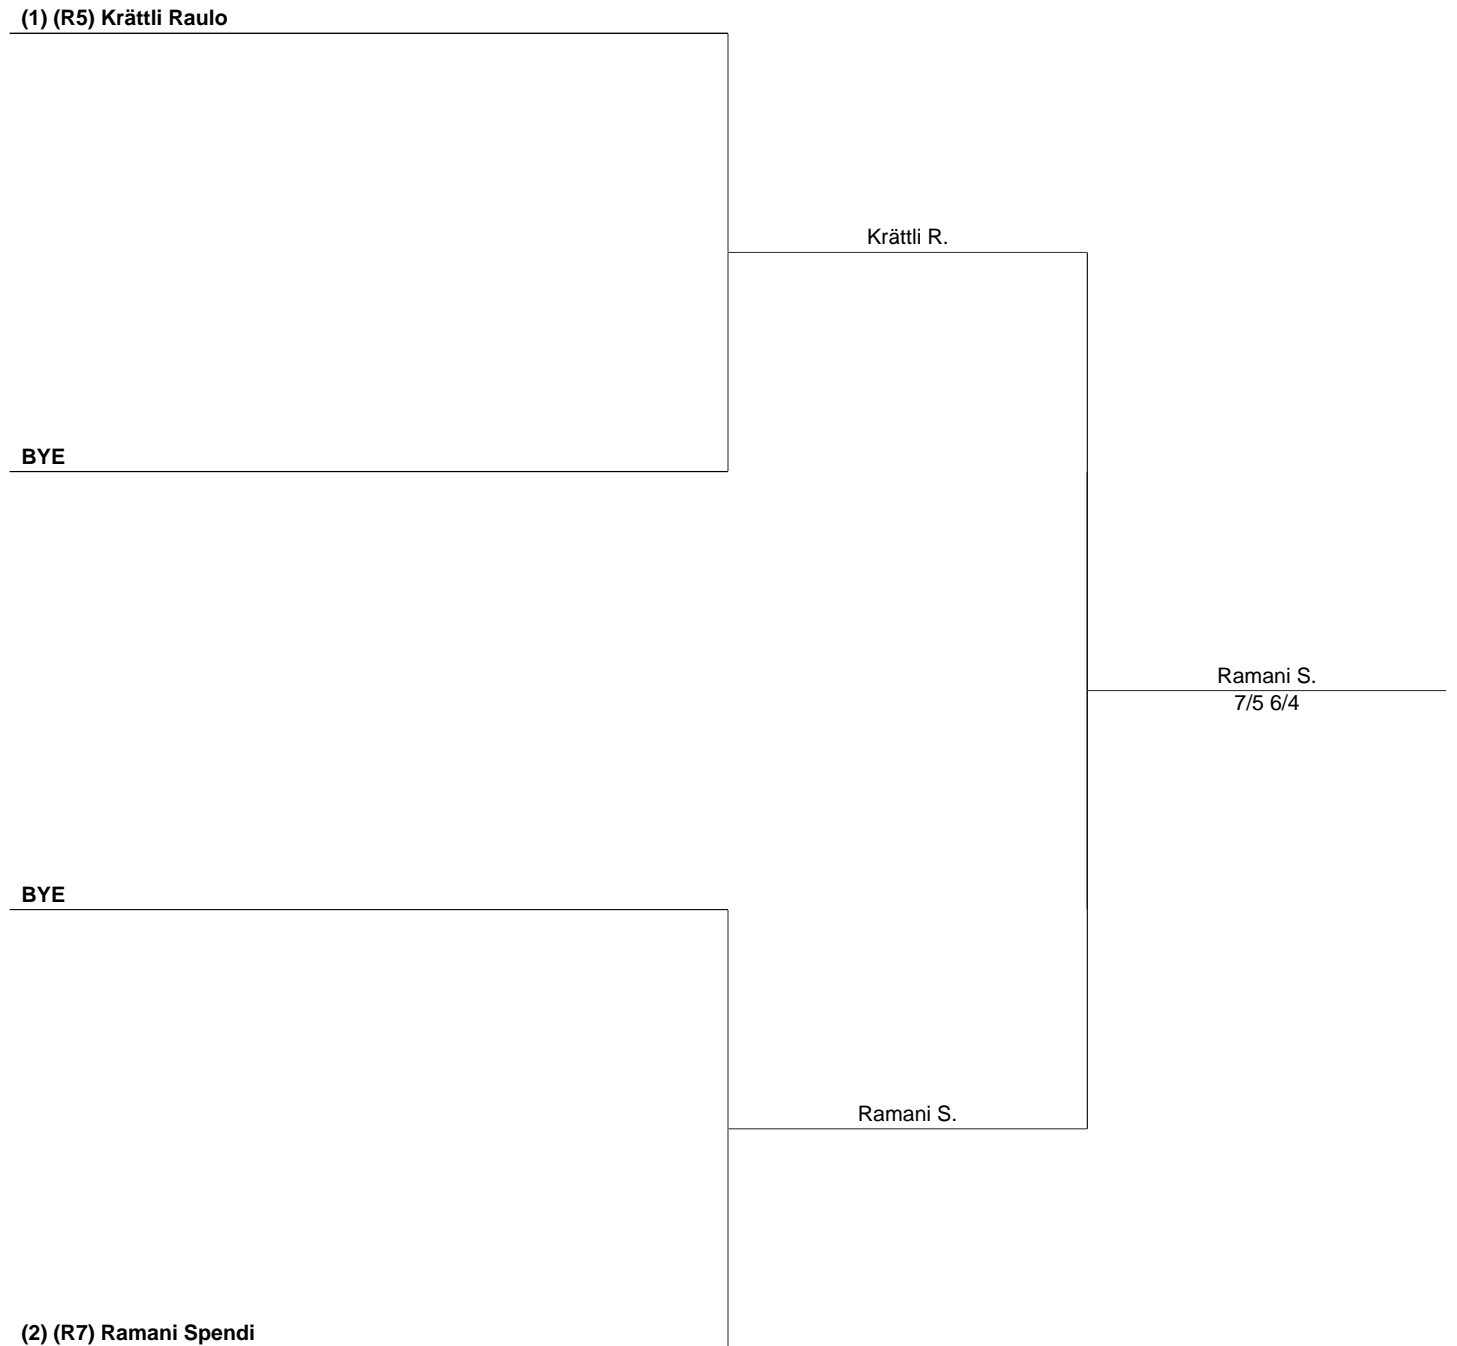 (1) (R5) Krättli Raulo
Krättli R.
BYE
Ramani S.
7/5 6/4
BYE
Ramani S.
(2) (R7) Ramani Spendi